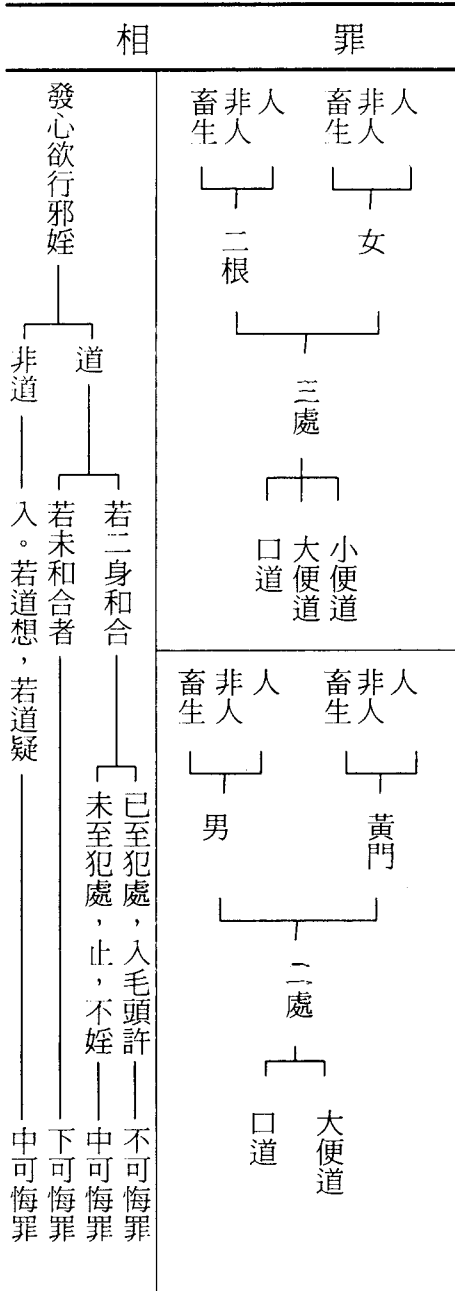 罪相
人
非人
畜生
女
人
非人
畜生
二根
三處
小便道
大便道
口道
人
非人
畜生
黃門
人
非人
畜生
男
二處
大便道
口道
發心欲行邪婬
道
若二身和合
已至犯處，入毛頭許
不可悔罪
未至犯處，止，不婬
中可悔罪
若未和合者
下可悔罪
非道
入。若道想，若道疑
中可悔罪